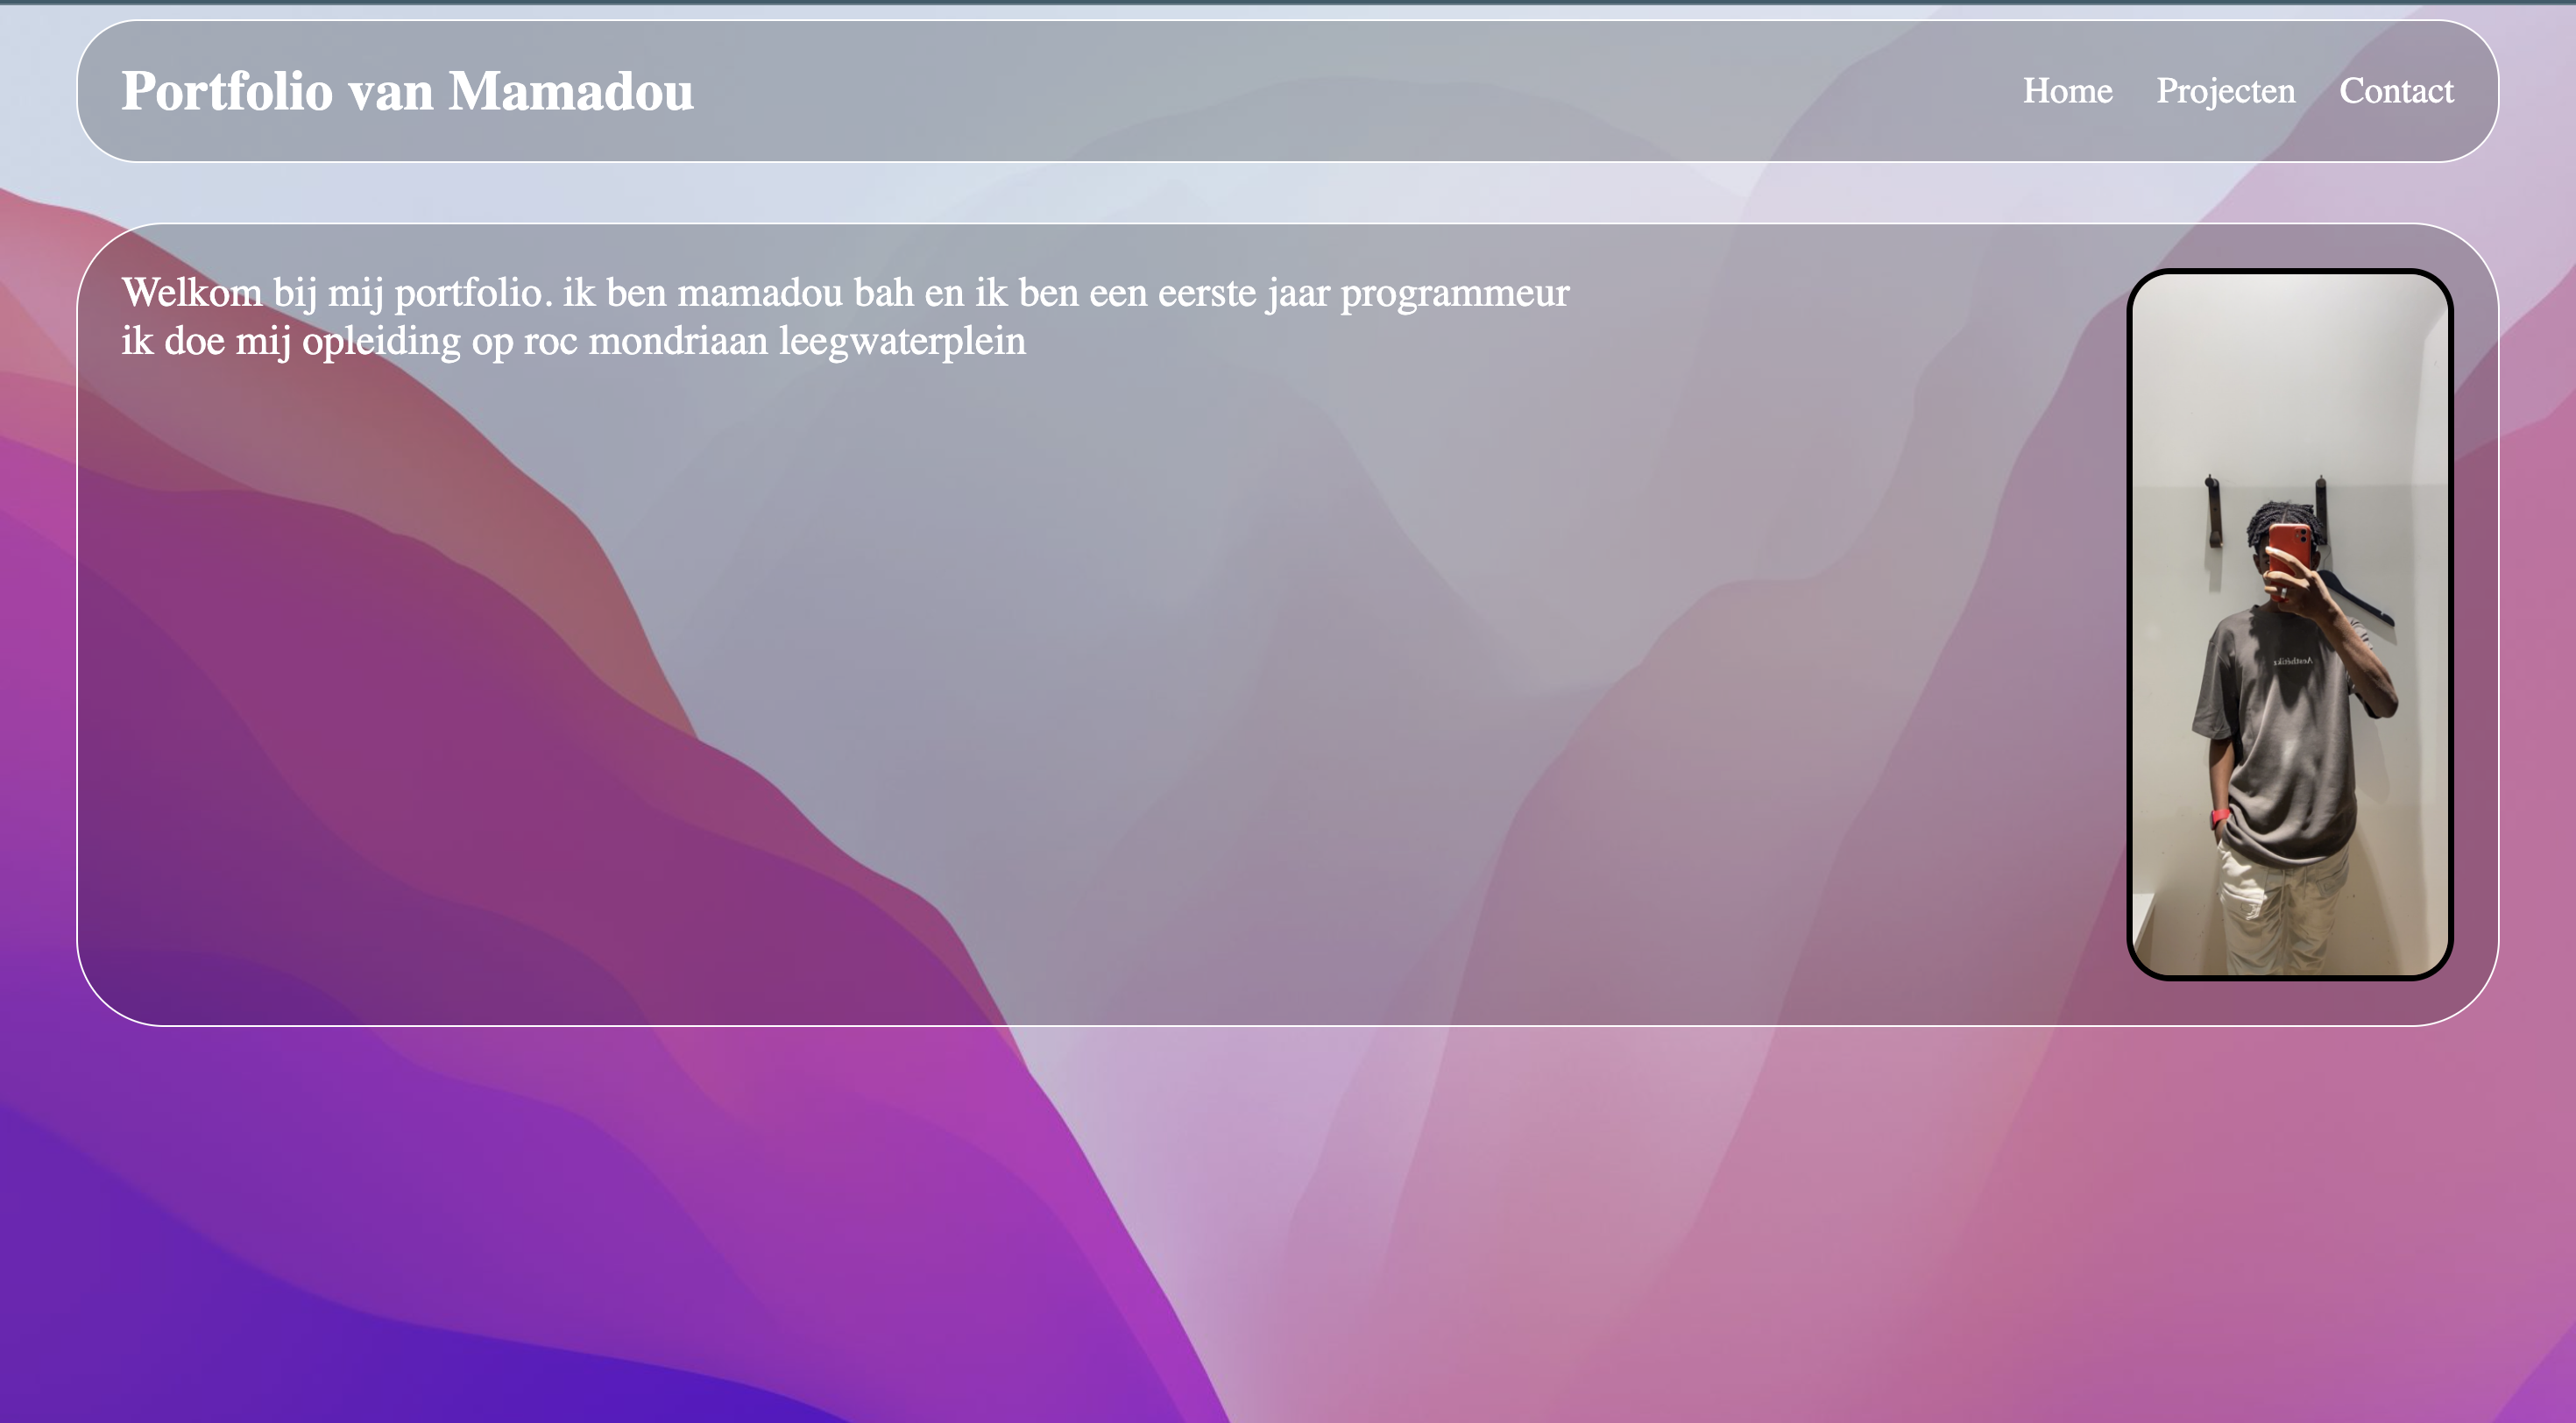 Portfolio van Mamadou
Home Projecten Contact
Welkom bij mij portfolio. ik ben mamadou bah en ik ben een eerste jaar programmeur
ik doe mij opleiding op roc mondriaan leegwaterplein
Aesthétikz